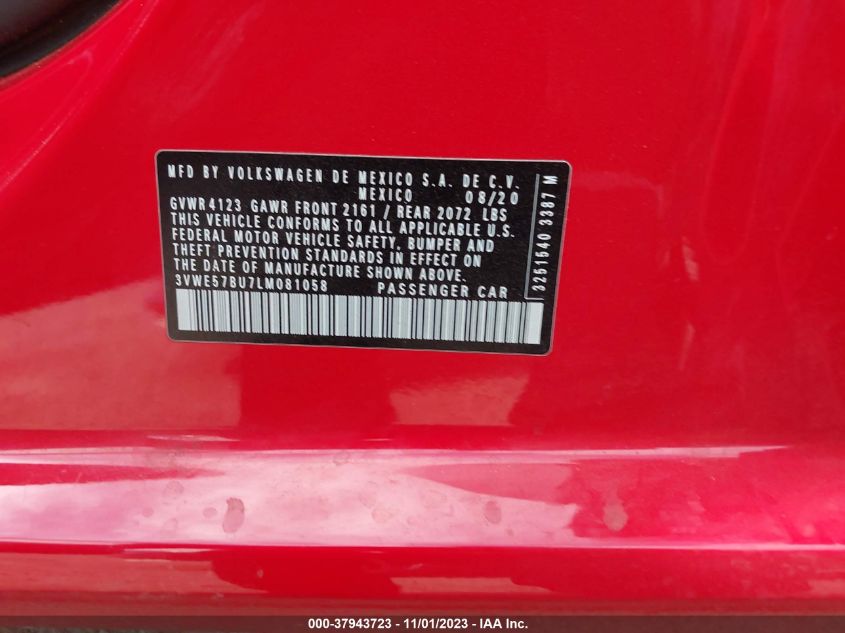 MFD BY VOLKSWAGEN DE MEXICO S.A. DE C.V.
MEXICO 08/20
GVWR 4123 GAWR FRONT 2161 / REAR 2072 LBS
THIS VEHICLE CONFORMS TO ALL APPLICABLE U.S.
FEDERAL MOTOR VEHICLE SAFETY, BUMPER AND
THEFT PREVENTION STANDARDS IN EFFECT ON
THE DATE OF MANUFACTURE SHOWN ABOVE.
3VWE57BU7LM081058 PASSENGER CAR
3251540 3387 M
000-37943723 - 11/01/2023 - IAA Inc.